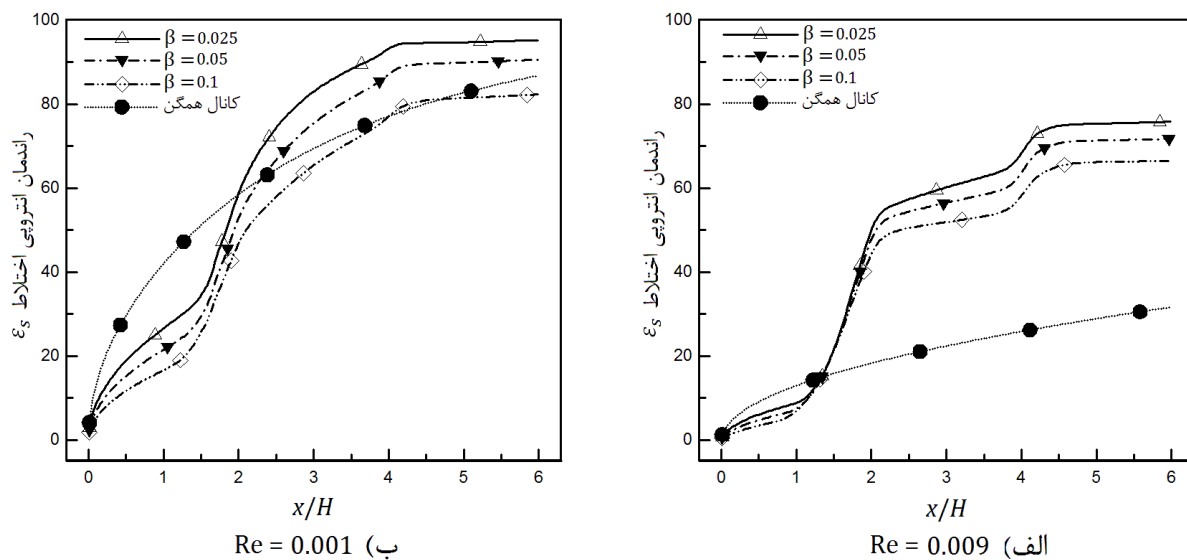 100
80
60
40
20
0
راندمان انتروپی اختلاط εs
β = 0.025
β = 0.05
β = 0.1
کانال همگن
0 1 2 3 4 5 6
x/H
ب) Re = 0.001
100
80
60
40
20
0
راندمان انتروپی اختلاط εs
β = 0.025
β = 0.05
β = 0.1
کانال همگن
0 1 2 3 4 5 6
x/H
الف) Re = 0.009